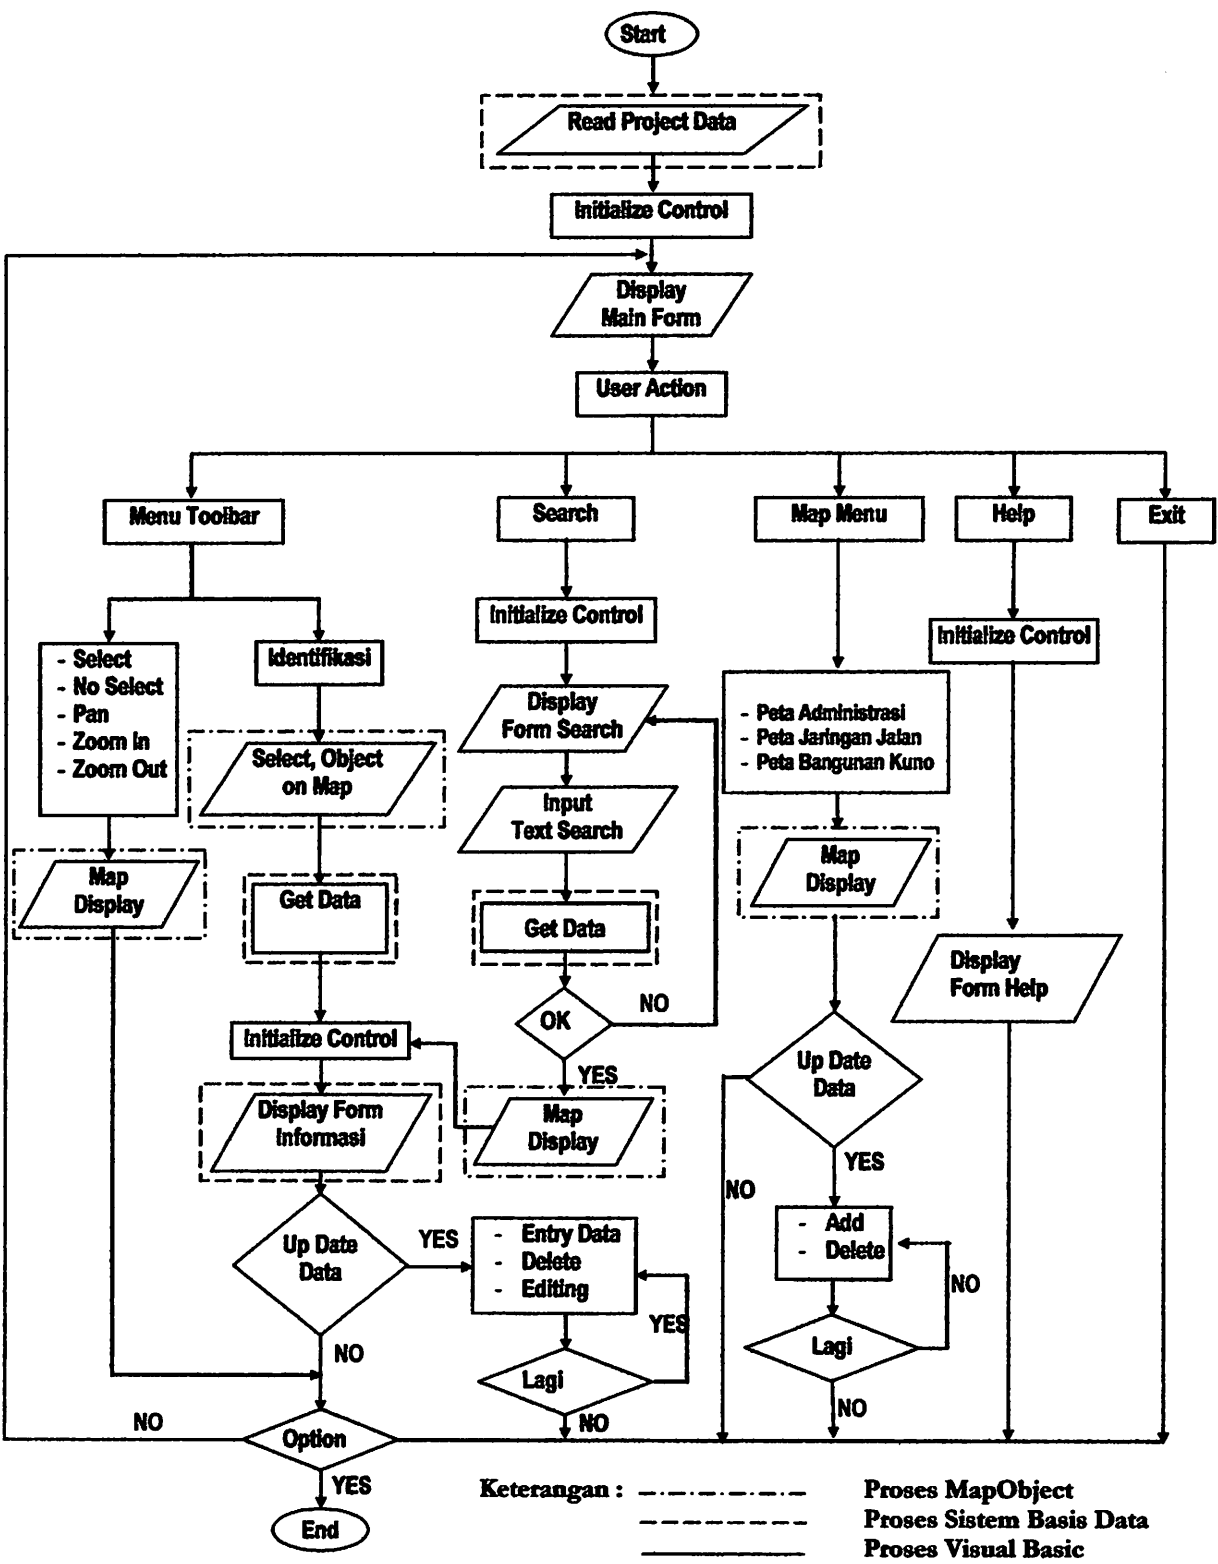 Start
Read Project Data
Initialize Control
Display
Main Form
User Action
Menu Toolbar
Search
Map Menu
Help
Exit
- Select
- No Select
- Pan
- Zoom In
- Zoom Out
Identifikasi
Select, Object
on Map
Map
Display
Get Data
Initialize Control
Display Form
Informasi
Up Date
Data
YES
NO
Initialize Control
Display
Form Search
Input
Text Search
Get Data
OK
NO
YES
Map
Display
- Entry Data
- Delete
- Editing
YES
Lagi
NO
- Peta Administrasi
- Peta Jaringan Jalan
- Peta Bangunan Kuno
Map
Display
Up Date
Data
YES
NO
- Add
- Delete
NO
Lagi
NO
Initialize Control
Display
Form Help
NO
Option
YES
End
Keterangan :
Proses MapObject
Proses Sistem Basis Data
Proses Visual Basic